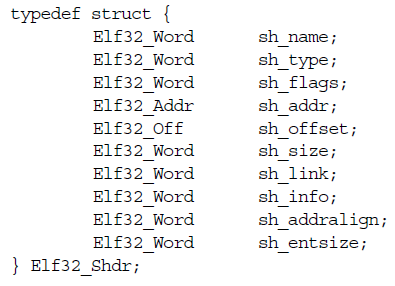 typedef struct {
        Elf32_Word      sh_name;
        Elf32_Word      sh_type;
        Elf32_Word      sh_flags;
        Elf32_Addr      sh_addr;
        Elf32_Off       sh_offset;
        Elf32_Word      sh_size;
        Elf32_Word      sh_link;
        Elf32_Word      sh_info;
        Elf32_Word      sh_addralign;
        Elf32_Word      sh_entsize;
} Elf32_Shdr;